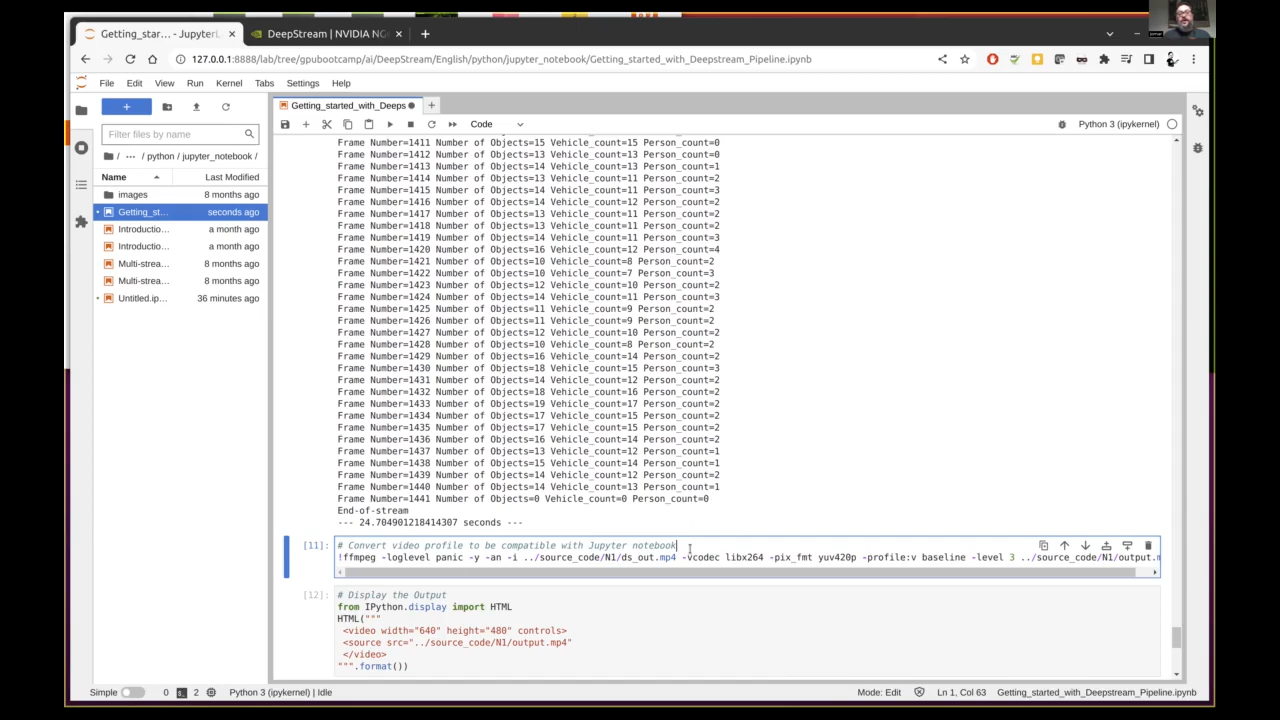 Getting_star... - JupyterL
DeepStream | NVIDIA NG
127.0.0.1:8888/lab/tree/gpubootcamp/ai/DeepStream/English/python/jupyter_notebook/Getting_started_with_Deepstream_Pipeline.ipynb
File Edit View Run Kernel Tabs Settings Help
Getting_started_with_Deeps
Filter files by name
Code
Python 3 (ipykernel)
/ ... / python / jupyter_notebook /
Name Last Modified
images 8 months ago
Getting_st... seconds ago
Introductio... a month ago
Introductio... a month ago
Multi-strea... 8 months ago
Multi-strea... 8 months ago
Untitled.ip... 36 minutes ago
Frame Number=1411 Number of Objects=15 Vehicle_count=15 Person_count=0
Frame Number=1412 Number of Objects=13 Vehicle_count=13 Person_count=0
Frame Number=1413 Number of Objects=14 Vehicle_count=13 Person_count=1
Frame Number=1414 Number of Objects=13 Vehicle_count=11 Person_count=2
Frame Number=1415 Number of Objects=14 Vehicle_count=11 Person_count=3
Frame Number=1416 Number of Objects=14 Vehicle_count=12 Person_count=2
Frame Number=1417 Number of Objects=13 Vehicle_count=11 Person_count=2
Frame Number=1418 Number of Objects=13 Vehicle_count=11 Person_count=2
Frame Number=1419 Number of Objects=14 Vehicle_count=11 Person_count=3
Frame Number=1420 Number of Objects=16 Vehicle_count=12 Person_count=4
Frame Number=1421 Number of Objects=10 Vehicle_count=8 Person_count=2
Frame Number=1422 Number of Objects=10 Vehicle_count=7 Person_count=3
Frame Number=1423 Number of Objects=12 Vehicle_count=10 Person_count=2
Frame Number=1424 Number of Objects=14 Vehicle_count=11 Person_count=3
Frame Number=1425 Number of Objects=11 Vehicle_count=9 Person_count=2
Frame Number=1426 Number of Objects=11 Vehicle_count=9 Person_count=2
Frame Number=1427 Number of Objects=12 Vehicle_count=10 Person_count=2
Frame Number=1428 Number of Objects=10 Vehicle_count=8 Person_count=2
Frame Number=1429 Number of Objects=16 Vehicle_count=14 Person_count=2
Frame Number=1430 Number of Objects=18 Vehicle_count=15 Person_count=3
Frame Number=1431 Number of Objects=14 Vehicle_count=12 Person_count=2
Frame Number=1432 Number of Objects=18 Vehicle_count=16 Person_count=2
Frame Number=1433 Number of Objects=19 Vehicle_count=17 Person_count=2
Frame Number=1434 Number of Objects=17 Vehicle_count=15 Person_count=2
Frame Number=1435 Number of Objects=17 Vehicle_count=15 Person_count=2
Frame Number=1436 Number of Objects=16 Vehicle_count=14 Person_count=2
Frame Number=1437 Number of Objects=13 Vehicle_count=12 Person_count=1
Frame Number=1438 Number of Objects=15 Vehicle_count=14 Person_count=1
Frame Number=1439 Number of Objects=14 Vehicle_count=12 Person_count=2
Frame Number=1440 Number of Objects=14 Vehicle_count=13 Person_count=1
Frame Number=1441 Number of Objects=0 Vehicle_count=0 Person_count=0
End-of-stream
--- 24.704901218414307 seconds ---
[11]:
# Convert video profile to be compatible with Jupyter notebook
!ffmpeg -loglevel panic -y -an -i ../source_code/N1/ds_out.mp4 -vcodec libx264 -pix_fmt yuv420p -profile:v baseline -level 3 ../source_code/N1/output.m
[12]:
# Display the Output
from IPython.display import HTML
HTML("""
<video width="640" height="480" controls>
<source src="../source_code/N1/output.mp4"
</video>
""".format())
Simple 0 2 Python 3 (ipykernel) | Idle Mode: Edit Ln 1, Col 63 Getting_started_with_Deepstream_Pipeline.ipynb